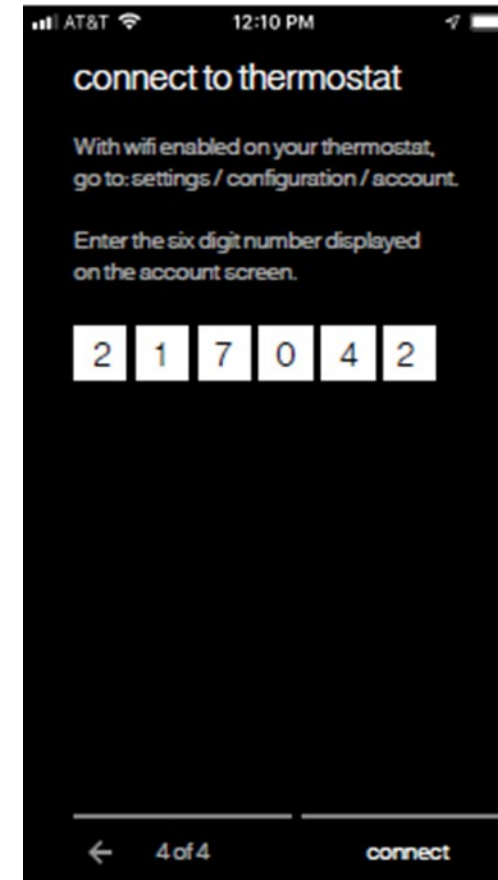 AT&T 12:10 PM
connect to thermostat
With wifi enabled on your thermostat,
go to: settings / configuration / account.
Enter the six digit number displayed
on the account screen.
2 1 7 0 4 2
4 of 4 connect